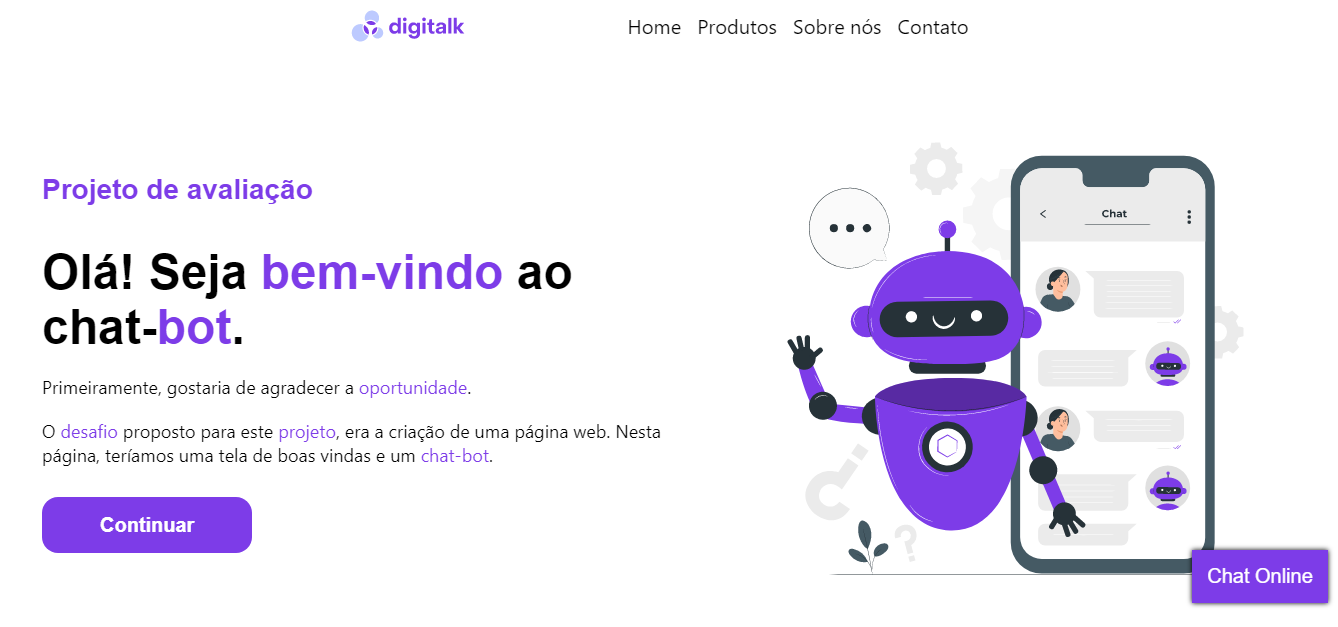 digitalk
Home Produtos Sobre nós Contato
Projeto de avaliação
Olá! Seja bem-vindo ao
chat-bot.
Primeiramente, gostaria de agradecer a oportunidade.
O desafio proposto para este projeto, era a criação de uma página web. Nesta
página, teríamos uma tela de boas vindas e um chat-bot.
Continuar
Chat
Chat Online